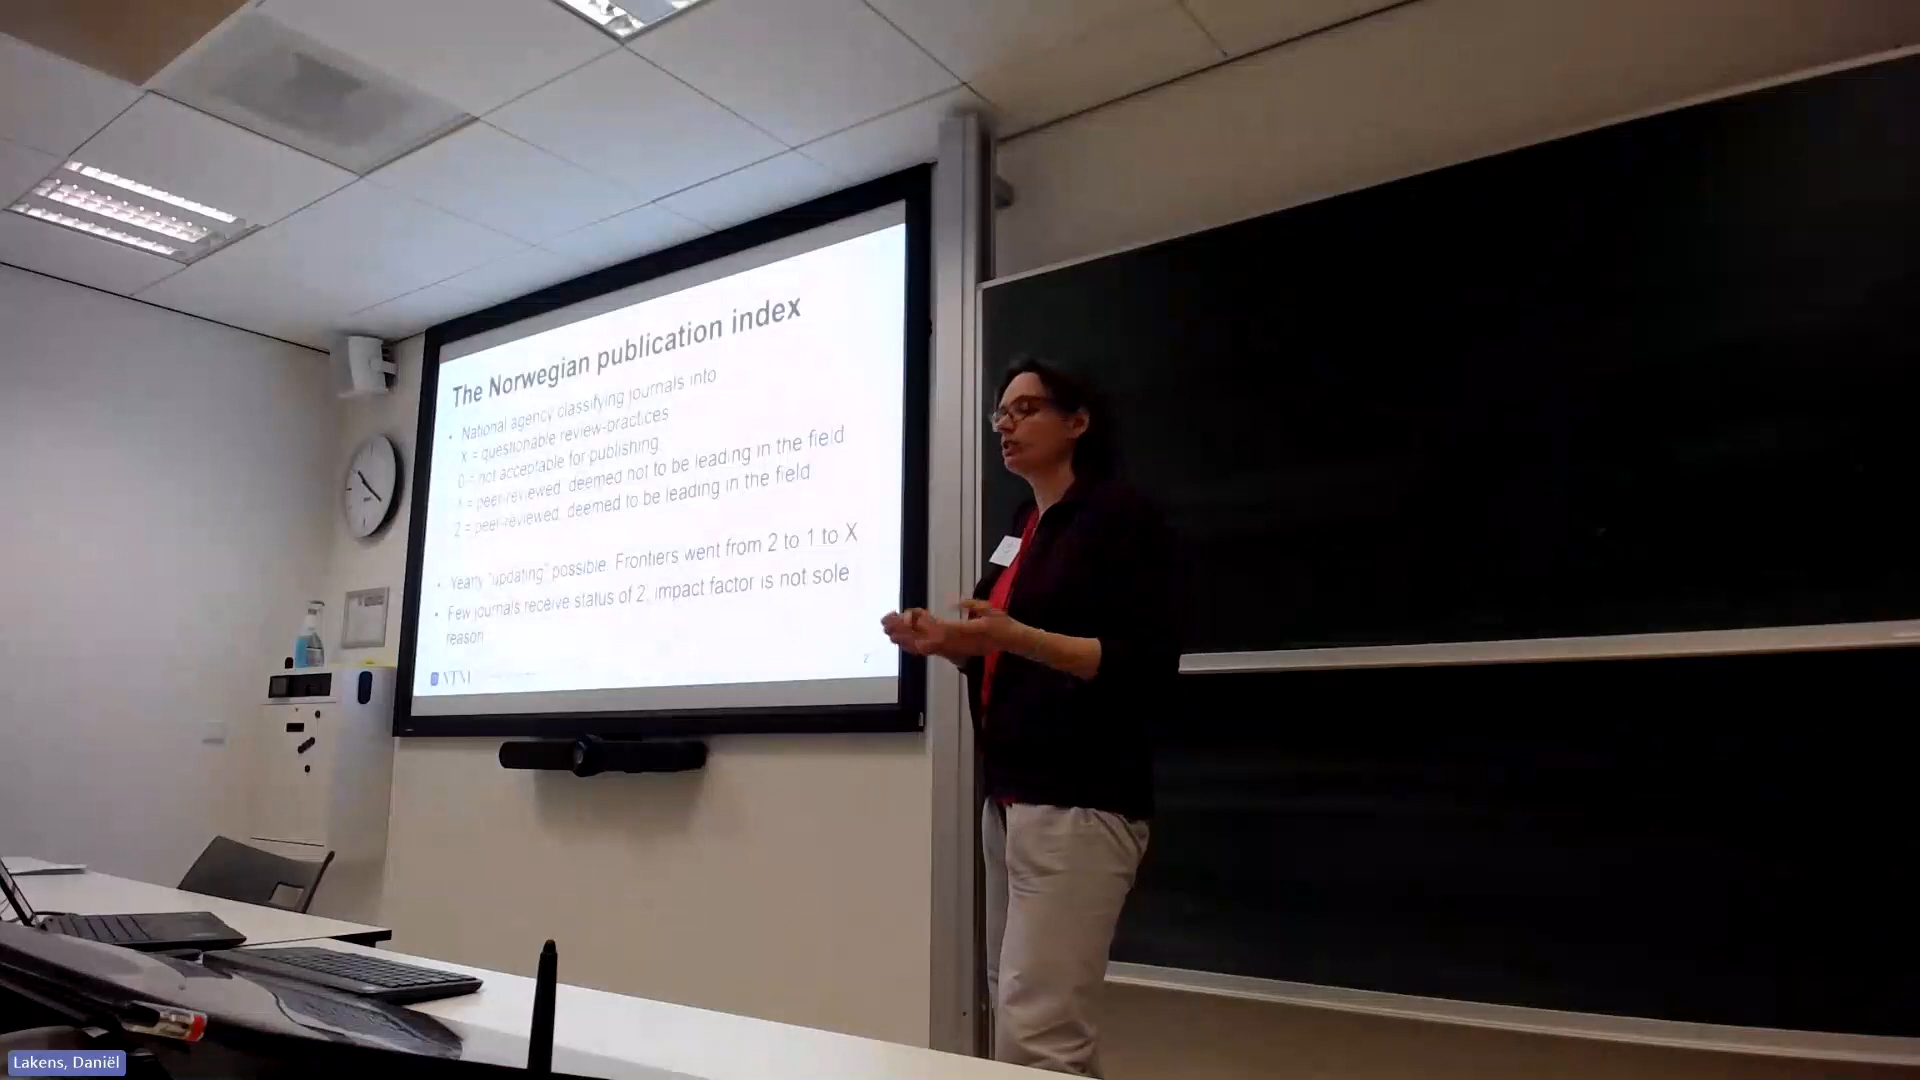 The Norwegian publication index
• National agency classifying journals into
X = questionable review-practices
0 = not acceptable for publishing
1 = peer-reviewed, deemed not to be leading in the field
2 = peer-reviewed, deemed to be leading in the field
• Yearly "updating" possible. Frontiers went from 2 to 1 to X
• Few journals receive status of 2, impact factor is not sole
reason
2
Lakens, Daniël